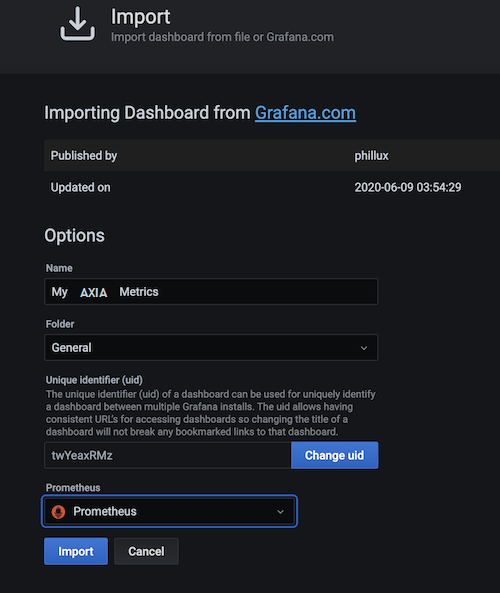 Import
Import dashboard from file or Grafana.com
Importing Dashboard from Grafana.com
Published by phillux
Updated on 2020-06-09 03:54:29
Options
Name
My AXIA Metrics
Folder
General
Unique identifier (uid)
The unique identifier (uid) of a dashboard can be used for uniquely identify
a dashboard between multiple Grafana installs. The uid allows having
consistent URL's for accessing dashboards so changing the title of a
dashboard will not break any bookmarked links to that dashboard.
twYeaxRMz Change uid
Prometheus
Prometheus
Import Cancel